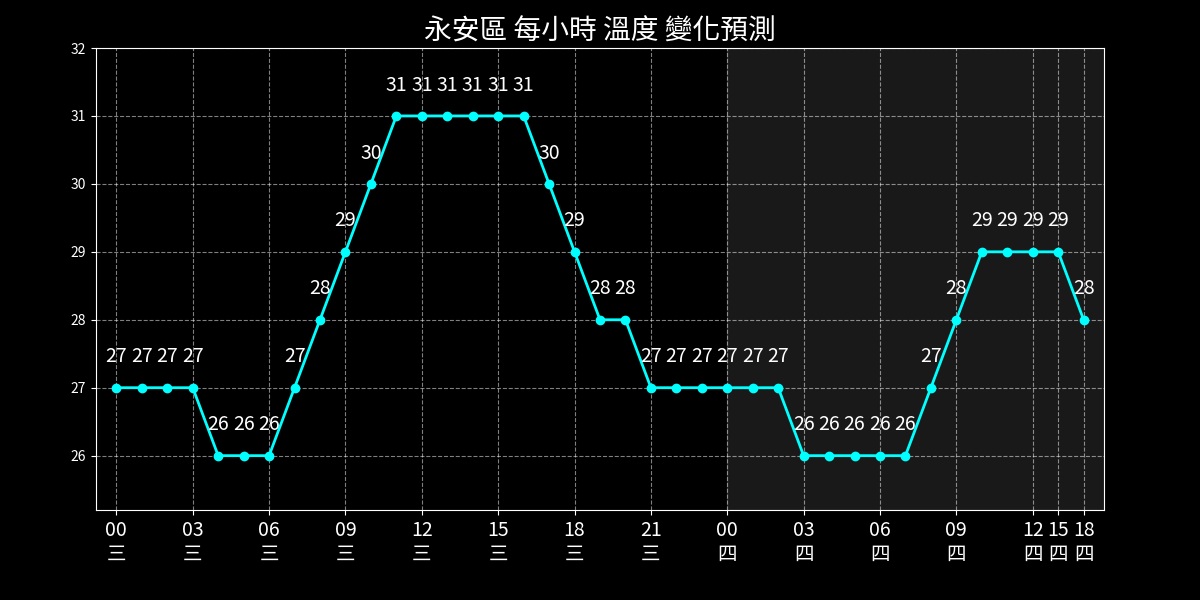 永安區 每小時 溫度 變化預測
32
31
30
29
28
27
26
31 31 31 31 31 31
30 30
29 29 29 29 29 29
28 28 28 28 28
27 27 27 27 27 27 27 27 27 27 27 27
26 26 26 26 26 26 26 26
00 03 06 09 12 15 18 21 00 03 06 09 12 15 18
三 三 三 三 三 三 三 三 四 四 四 四 四 四 四